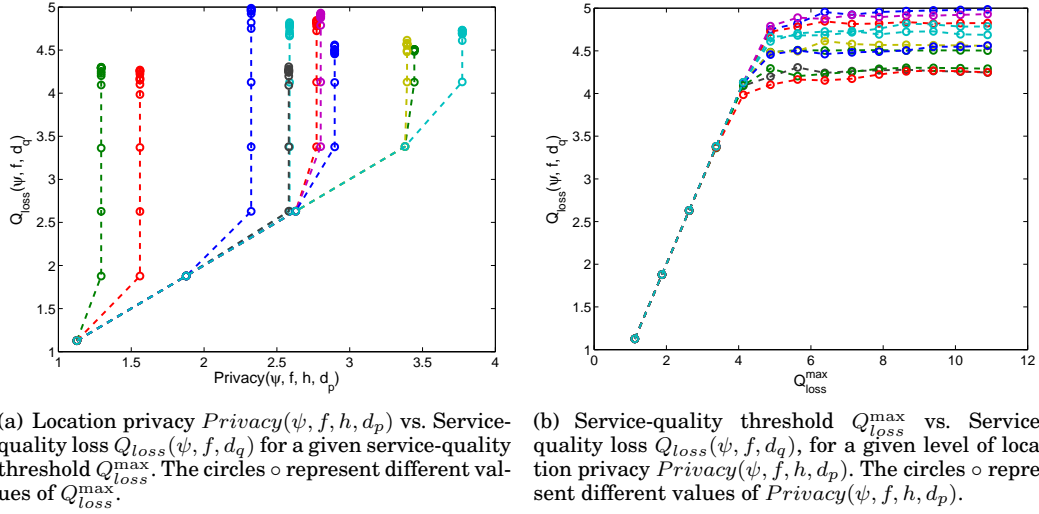 5
4.5
4
3.5
3
2.5
2
1.5
1
Q_loss(ψ, f, d_q)
1 1.5 2 2.5 3 3.5 4
Privacy(ψ, f, h, d_p)
5
4.5
4
3.5
3
2.5
2
1.5
1
Q_loss(ψ, f, d_q)
0 2 4 6 8 10 12
Q_loss^max
(a) Location privacy Privacy(ψ, f, h, d_p) vs. Service-
quality loss Q_loss(ψ, f, d_q) for a given service-quality
threshold Q_loss^max. The circles ∘ represent different val-
ues of Q_loss^max.
(b) Service-quality threshold Q_loss^max vs. Service
quality loss Q_loss(ψ, f, d_q), for a given level of loca-
tion privacy Privacy(ψ, f, h, d_p). The circles ∘ repre-
sent different values of Privacy(ψ, f, h, d_p).